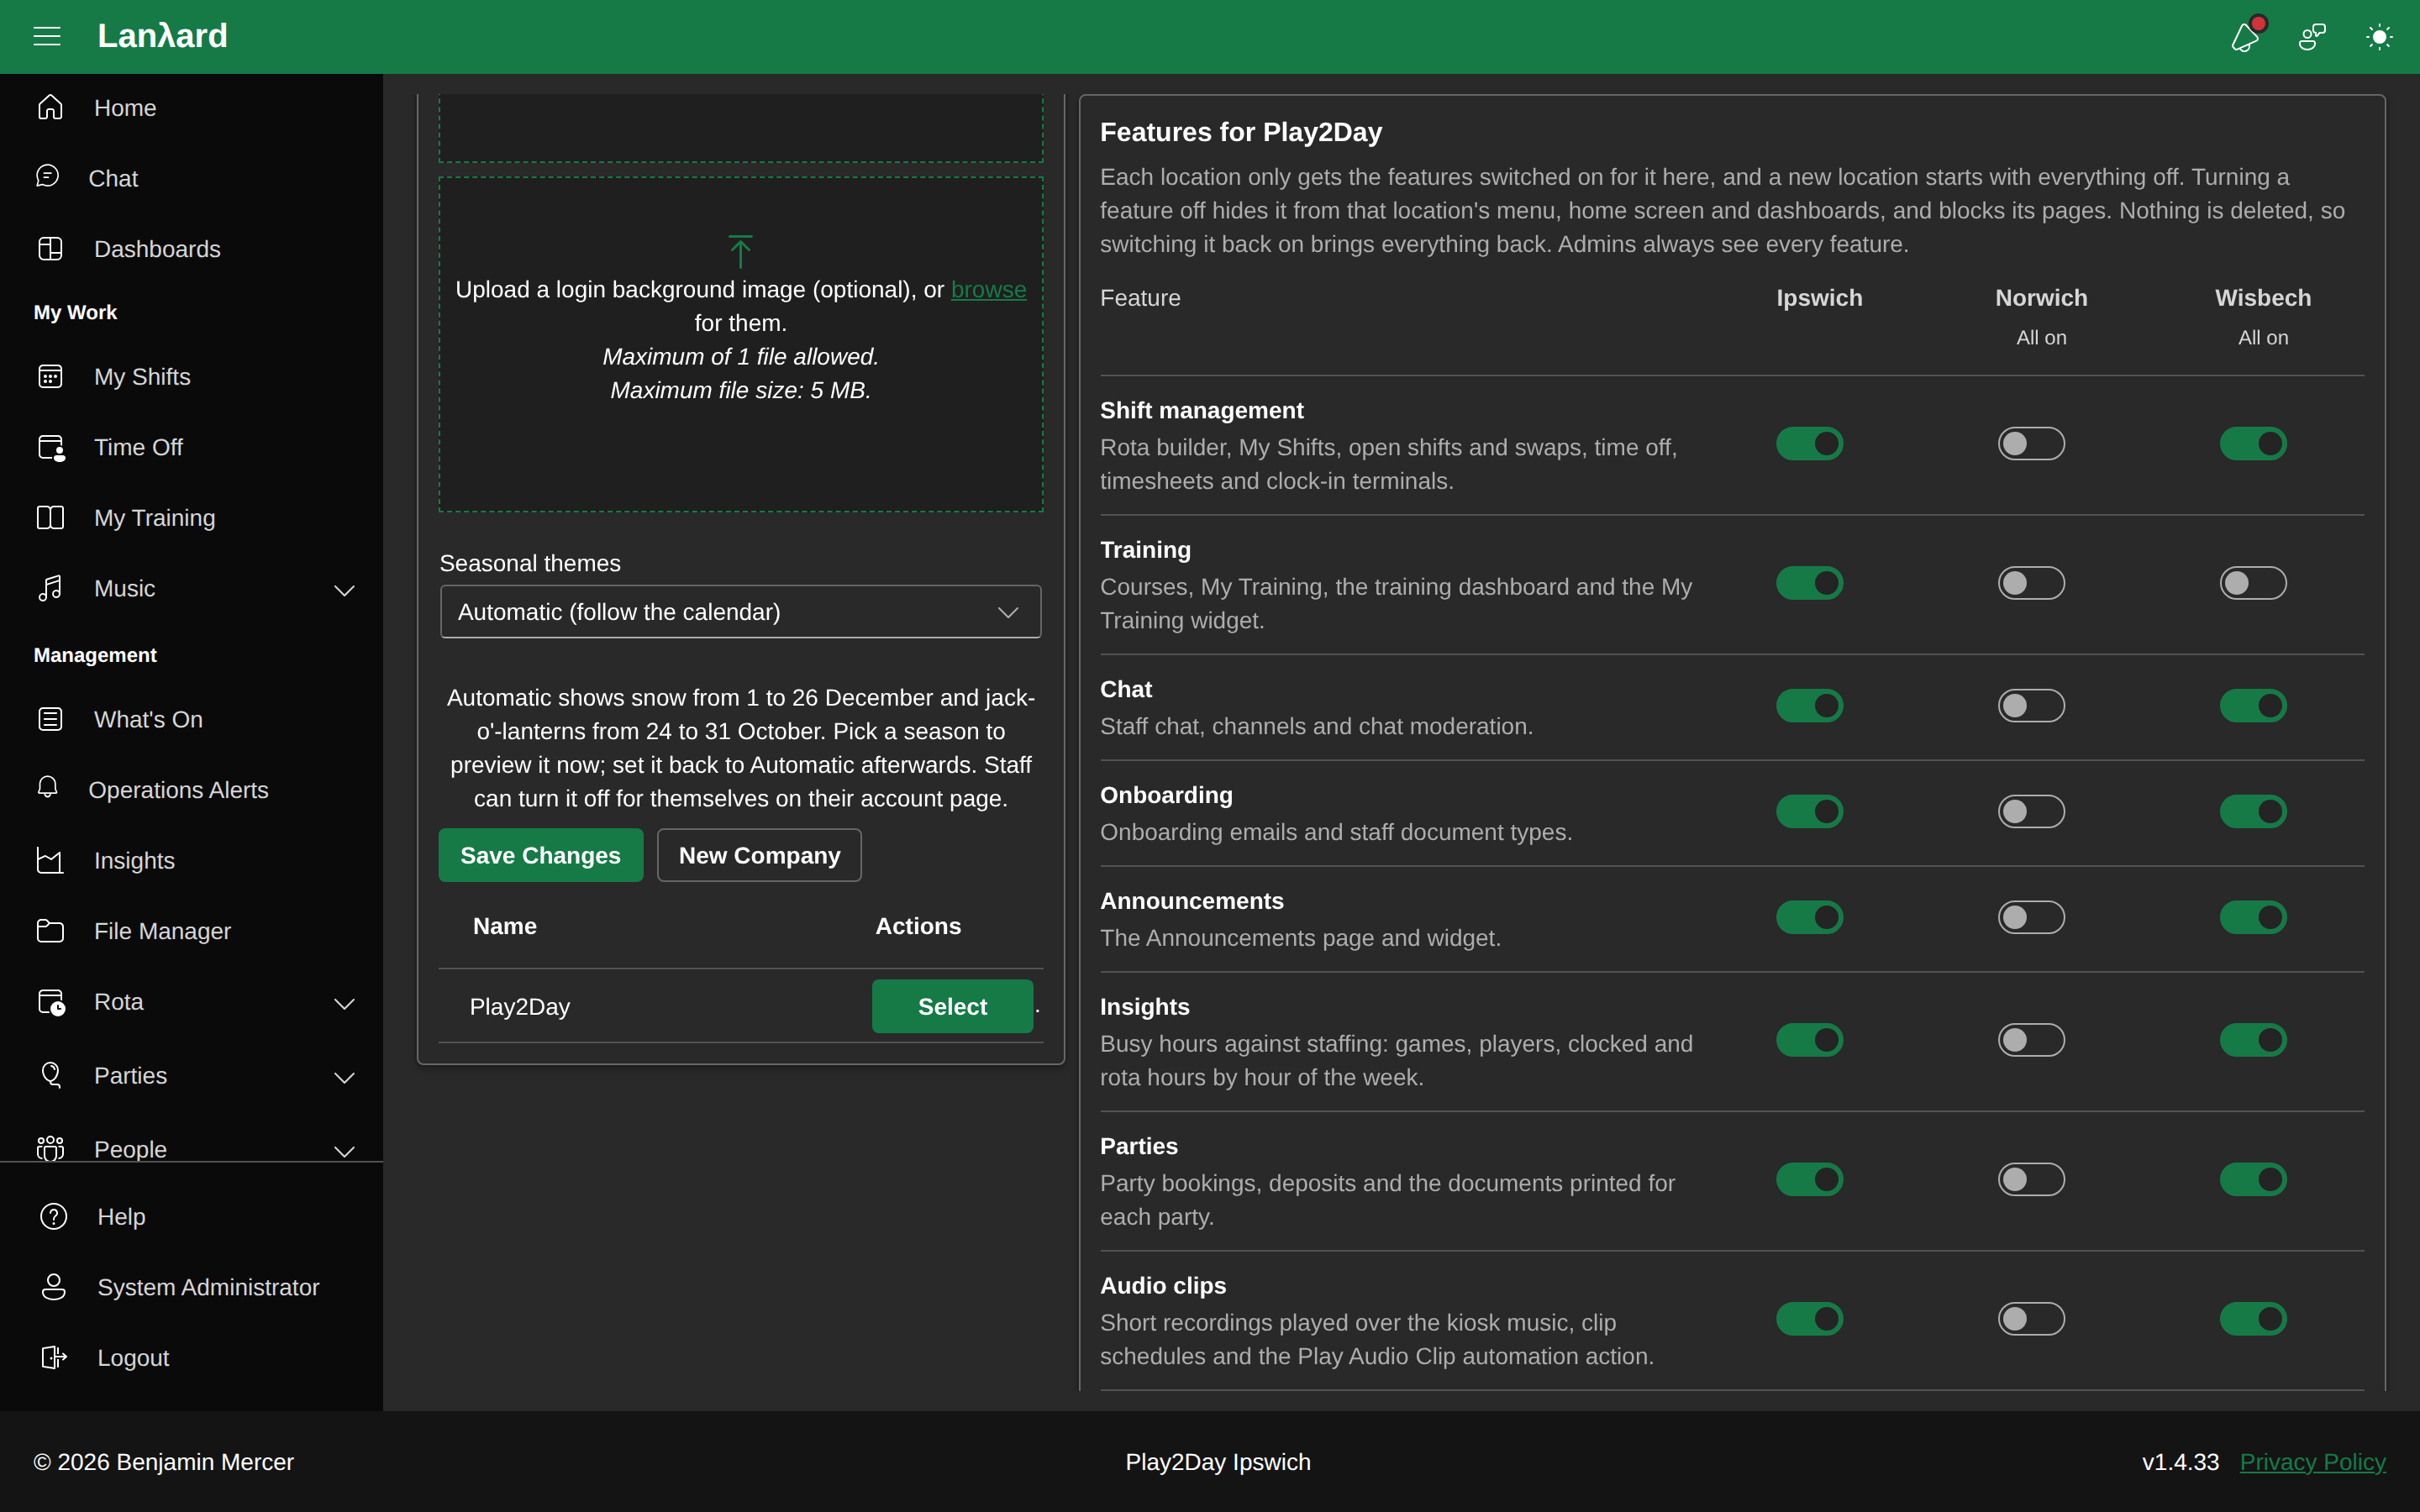 Lanλard
Home
Chat
Dashboards
My Work
My Shifts
Time Off
My Training
Music
Management
What's On
Operations Alerts
Insights
File Manager
Rota
Parties
People
Help
System Administrator
Logout
Upload a login background image (optional), or browse
for them.
Maximum of 1 file allowed.
Maximum file size: 5 MB.
Seasonal themes
Automatic (follow the calendar)
Automatic shows snow from 1 to 26 December and jack-
o'-lanterns from 24 to 31 October. Pick a season to
preview it now; set it back to Automatic afterwards. Staff
can turn it off for themselves on their account page.
Save Changes
New Company
Name Actions
Play2Day Select .
Features for Play2Day
Each location only gets the features switched on for it here, and a new location starts with everything off. Turning a
feature off hides it from that location's menu, home screen and dashboards, and blocks its pages. Nothing is deleted, so
switching it back on brings everything back. Admins always see every feature.
Feature Ipswich Norwich Wisbech
All on All on
Shift management
Rota builder, My Shifts, open shifts and swaps, time off,
timesheets and clock-in terminals.
Training
Courses, My Training, the training dashboard and the My
Training widget.
Chat
Staff chat, channels and chat moderation.
Onboarding
Onboarding emails and staff document types.
Announcements
The Announcements page and widget.
Insights
Busy hours against staffing: games, players, clocked and
rota hours by hour of the week.
Parties
Party bookings, deposits and the documents printed for
each party.
Audio clips
Short recordings played over the kiosk music, clip
schedules and the Play Audio Clip automation action.
© 2026 Benjamin Mercer
Play2Day Ipswich
v1.4.33 Privacy Policy